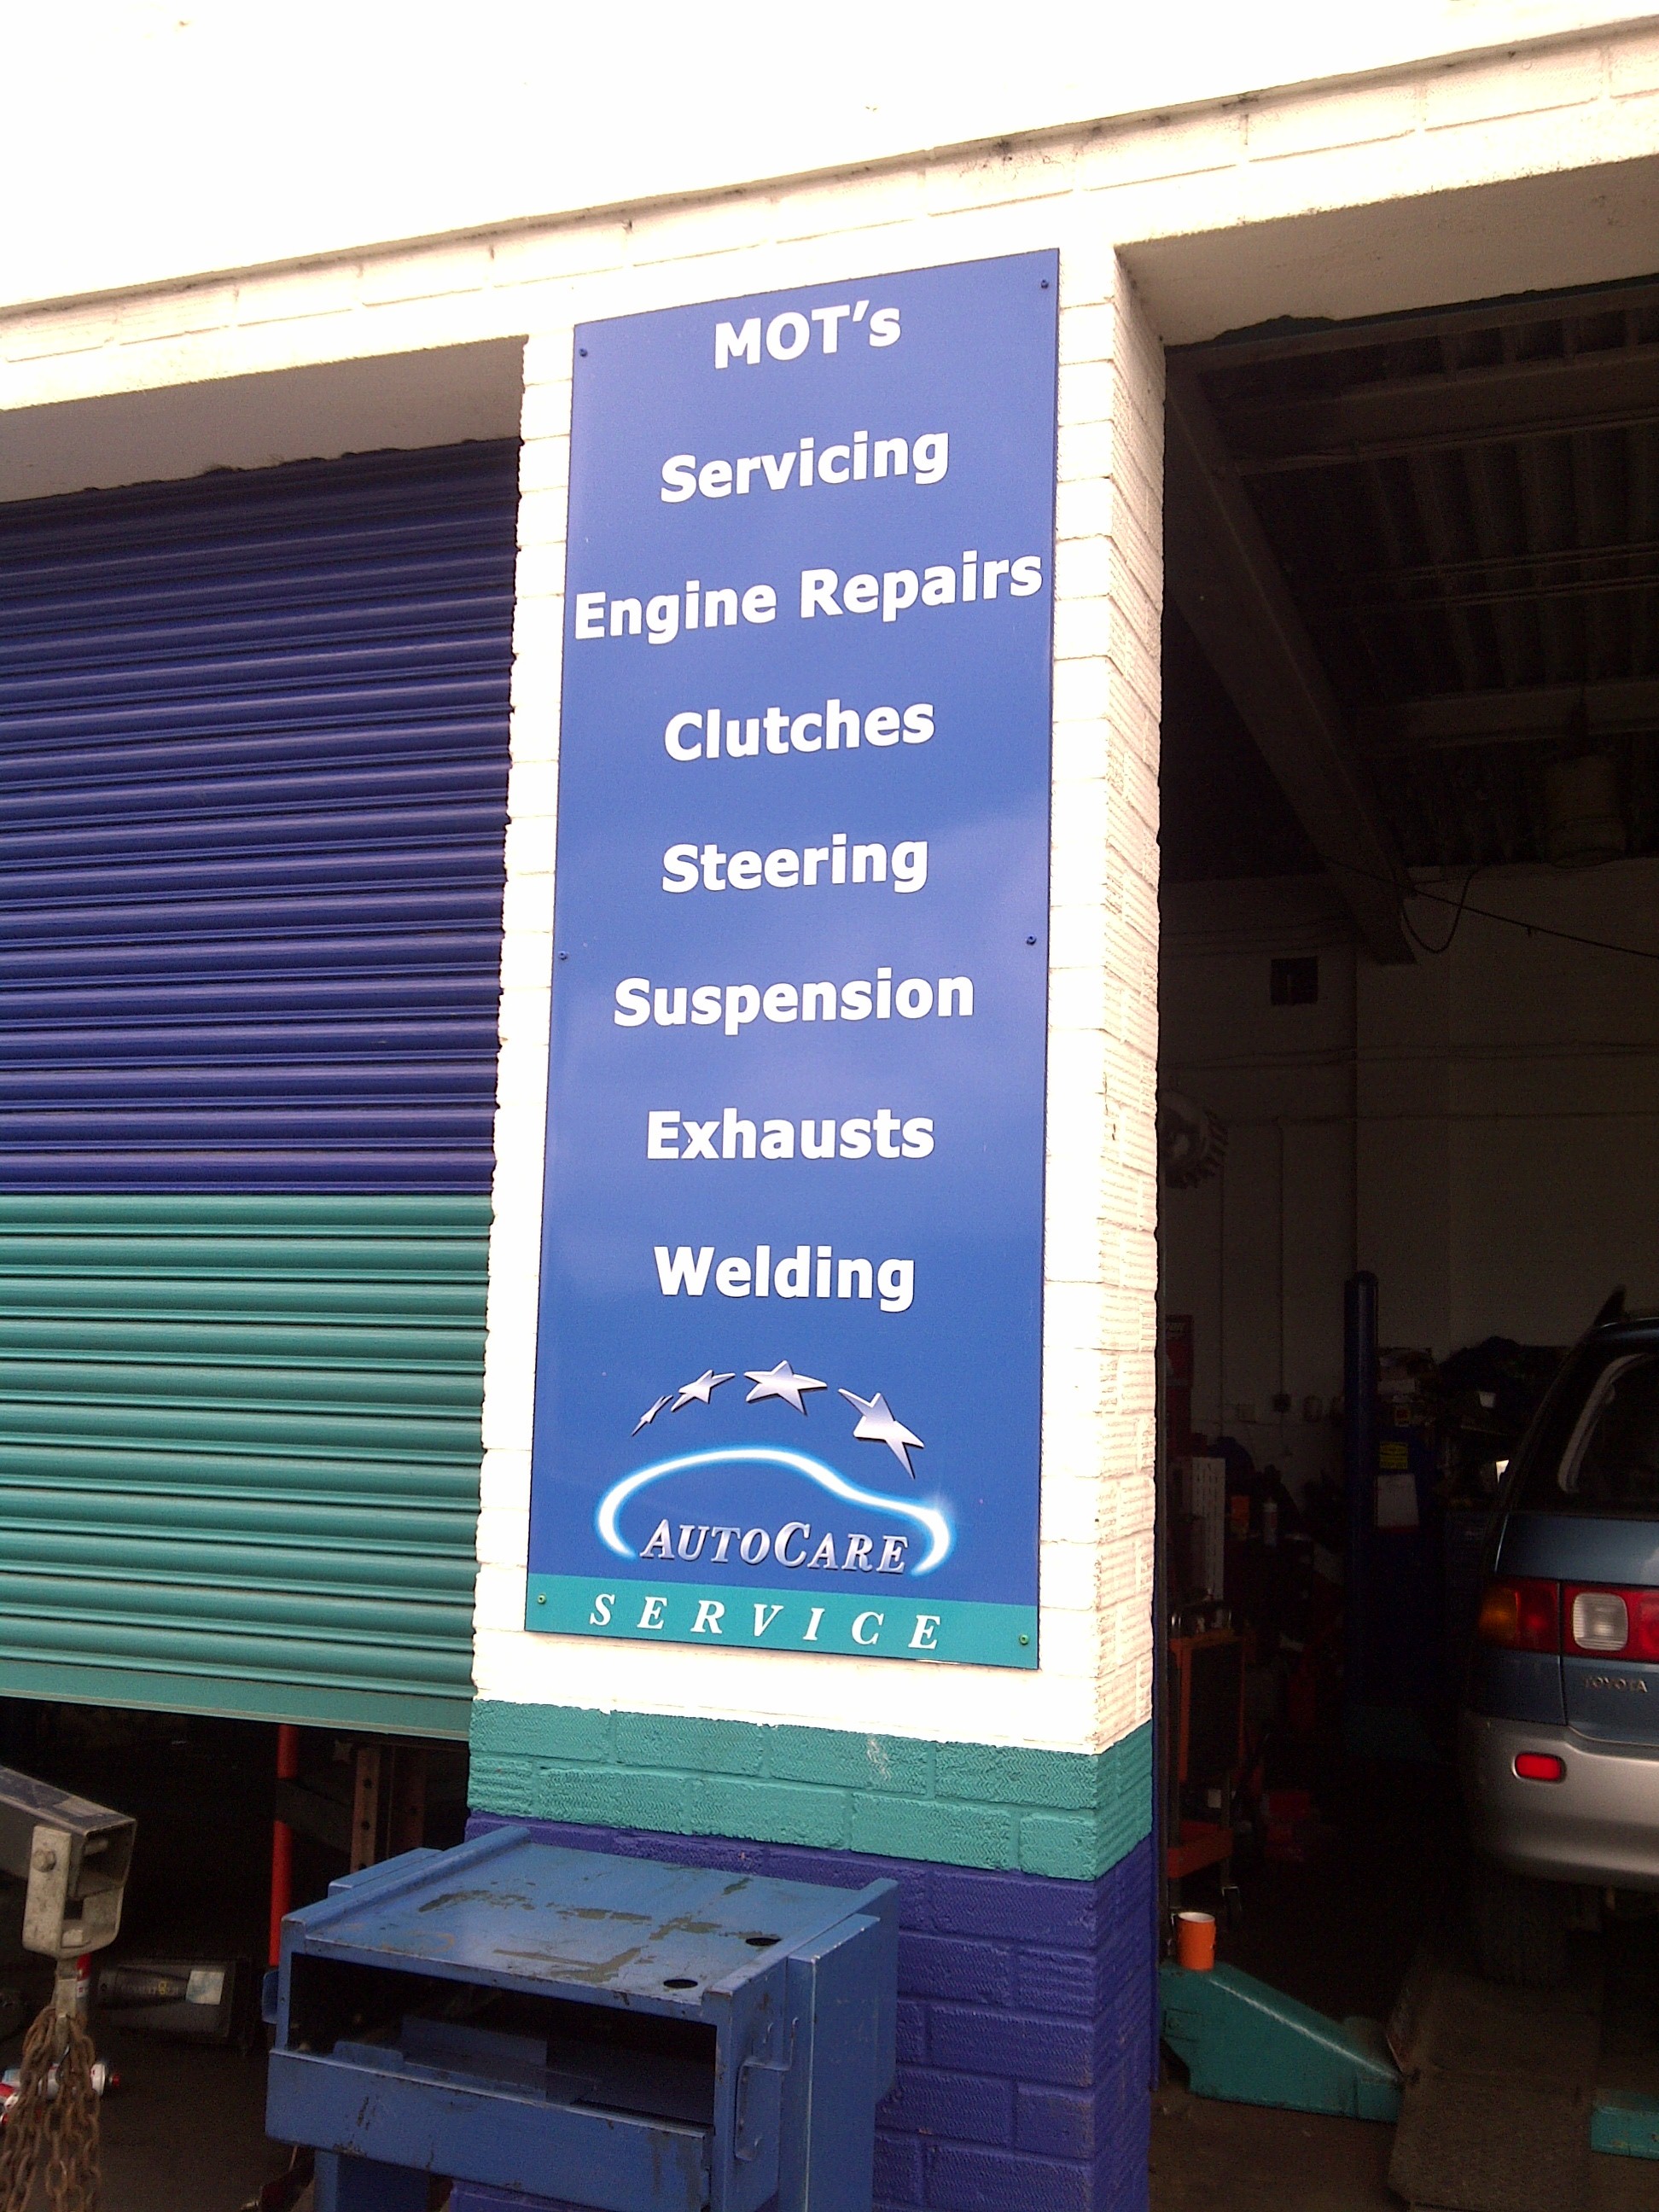 MOT's
Servicing
Engine Repairs
Clutches
Steering
Suspension
Exhausts
Welding
AUTOCARE
SERVICE
TOYOTA